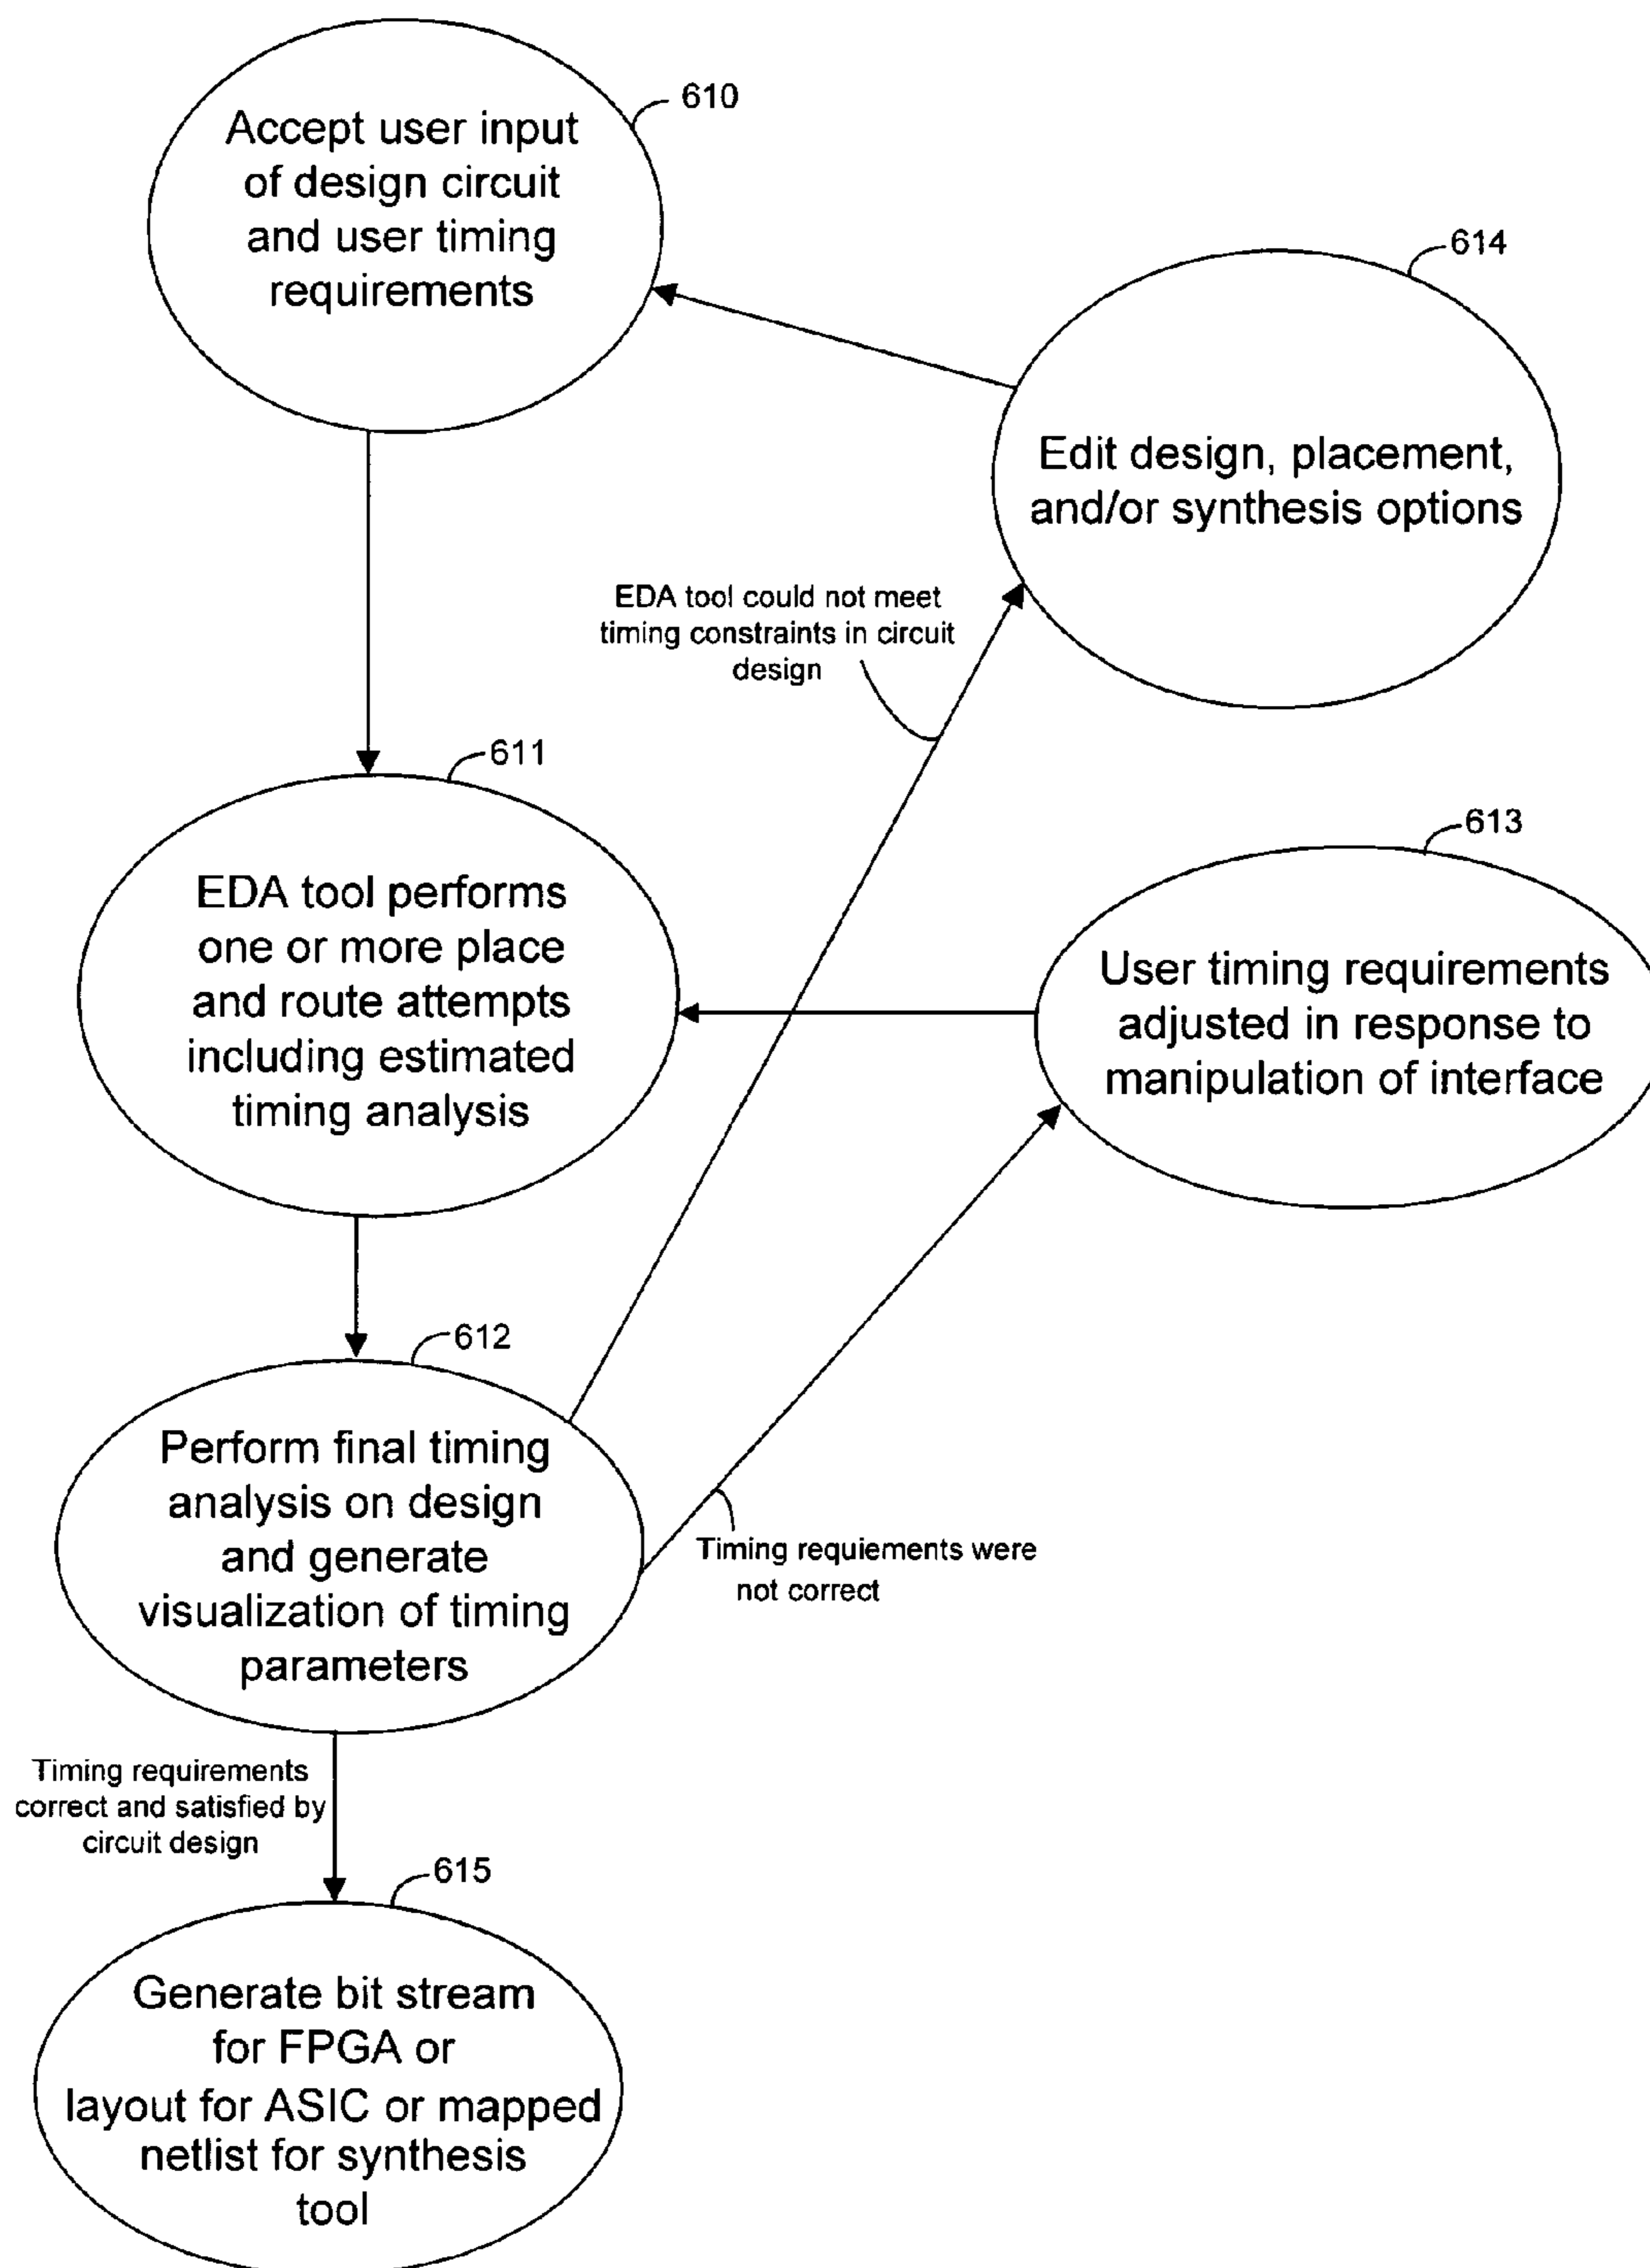 610
Accept user input
of design circuit
and user timing
requirements
614
Edit design, placement,
and/or synthesis options
EDA tool could not meet
timing constraints in circuit
design
611
EDA tool performs
one or more place
and route attempts
including estimated
timing analysis
613
User timing requirements
adjusted in response to
manipulation of interface
612
Perform final timing
analysis on design
and generate
visualization of timing
parameters
Timing requiements were
not correct
Timing requirements
correct and satisfied by
circuit design
615
Generate bit stream
for FPGA or
layout for ASIC or mapped
netlist for synthesis
tool